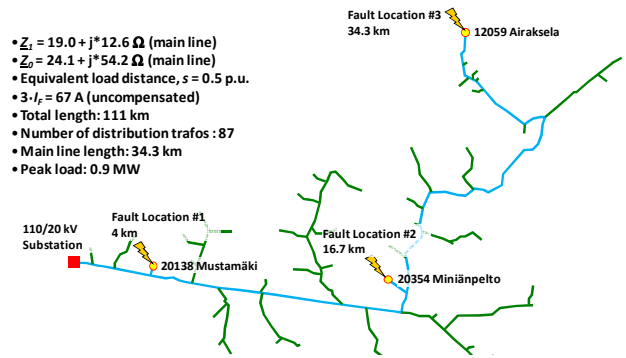 Fault Location #3
34.3 km
12059 Airaksela
• Z1 = 19.0 + j*12.6 Ω (main line)
• Z0 = 24.1 + j*54.2 Ω (main line)
• Equivalent load distance, s = 0.5 p.u.
• 3·IF = 67 A (uncompensated)
• Total length: 111 km
• Number of distribution trafos : 87
• Main line length: 34.3 km
• Peak load: 0.9 MW
110/20 kV
Substation
Fault Location #1
4 km
20138 Mustamäki
Fault Location #2
16.7 km
20354 Miniänpelto